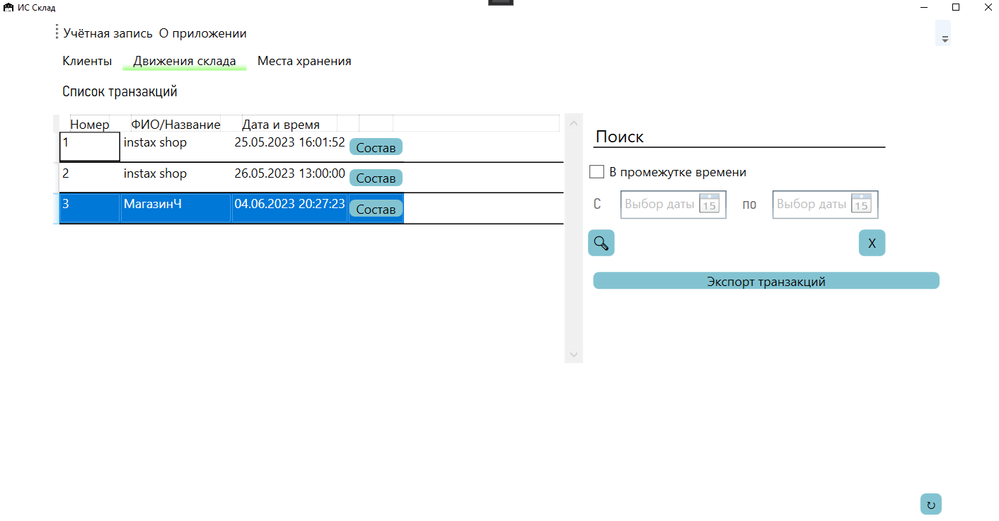 ИС Склад
Учётная запись О приложении
Клиенты Движения склада Места хранения
Список транзакций
Номер ФИО/Название Дата и время
1 instax shop 25.05.2023 16:01:52 Состав
2 instax shop 26.05.2023 13:00:00 Состав
3 МагазинЧ 04.06.2023 20:27:23 Состав
Поиск
В промежутке времени
С Выбор даты 15 по Выбор даты 15
X
Экспорт транзакций